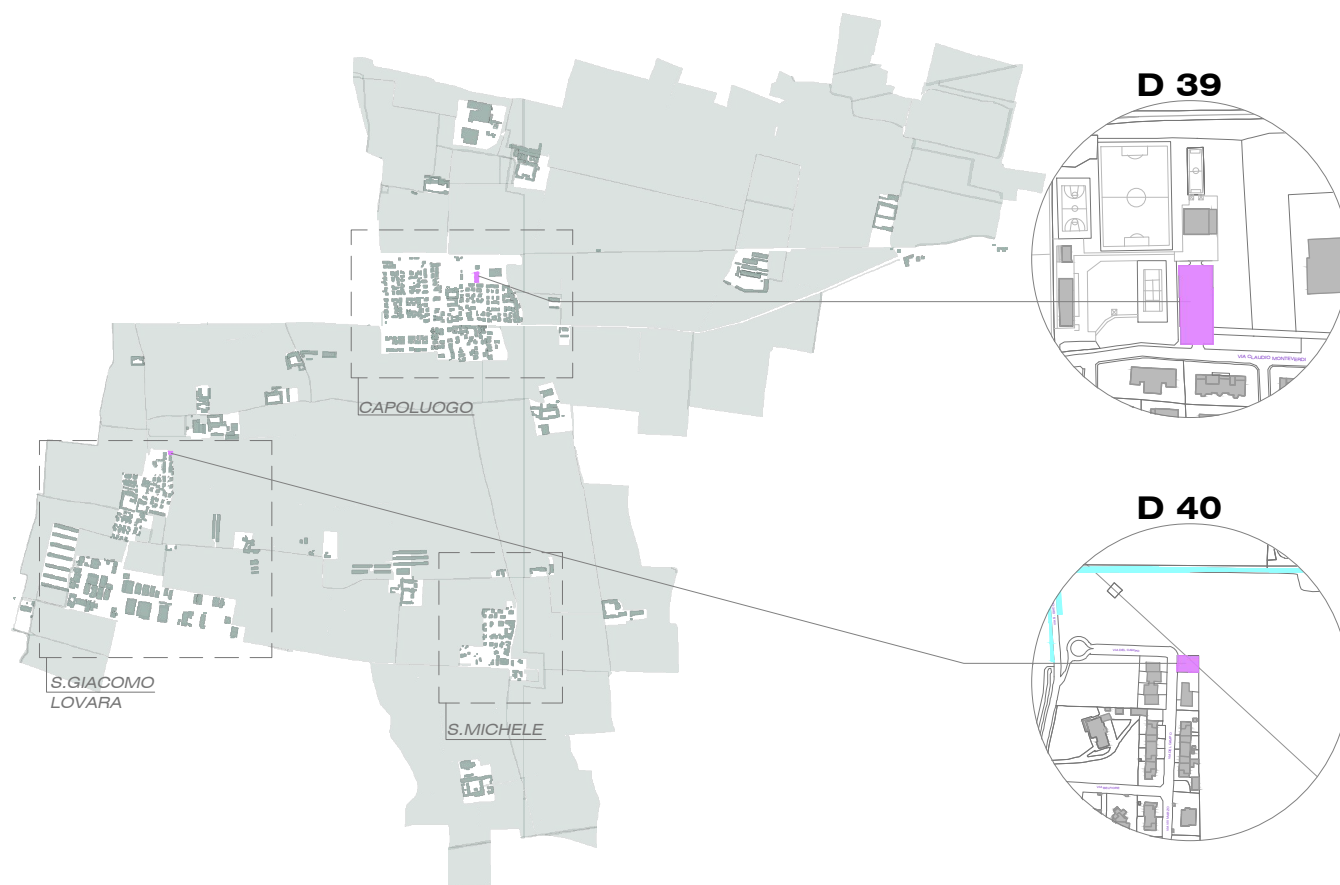 D 39
VIA CLAUDIO MONTEVERDI
CAPOLUOGO
D 40
S.GIACOMO
LOVARA
S.MICHELE